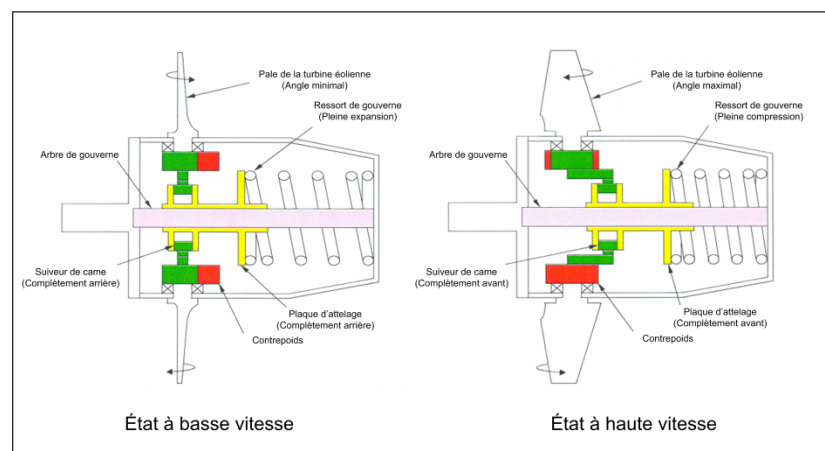 Pale de la turbine éolienne
(Angle minimal)
Ressort de gouverne
(Pleine expansion)
Arbre de gouverne
Suiveur de came
(Complètement arrière)
Plaque d'attelage
(Complètement arrière)
Contrepoids
État à basse vitesse
Pale de la turbine éolienne
(Angle maximal)
Ressort de gouverne
(Pleine compression)
Arbre de gouverne
Suiveur de came
(Complètement avant)
Plaque d'attelage
(Complètement avant)
Contrepoids
État à haute vitesse